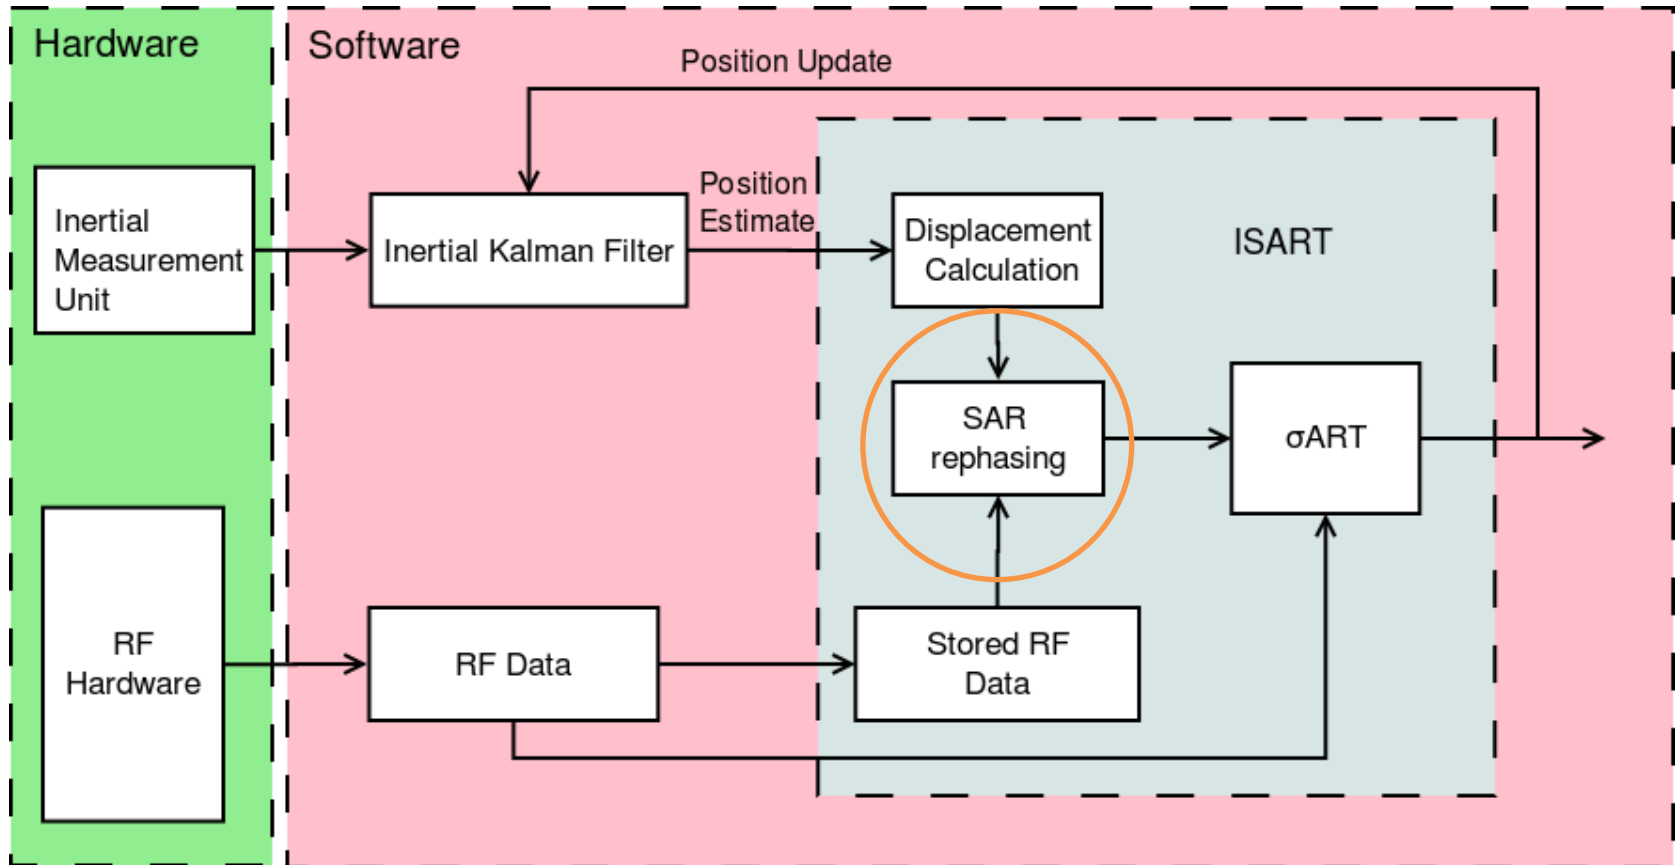 Hardware
Software
Position Update
Position
Estimate
Inertial
Measurement
Unit
Inertial Kalman Filter
Displacement
Calculation
ISART
SAR
rephasing
σART
RF
Hardware
RF Data
Stored RF
Data